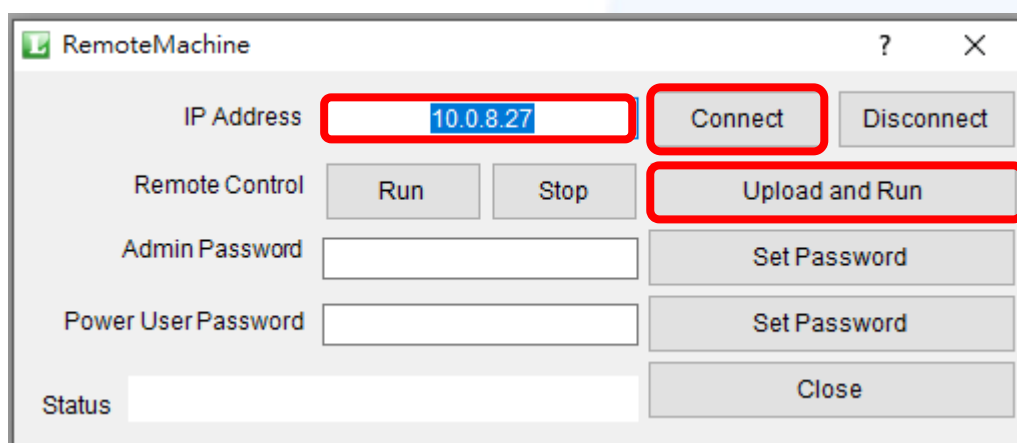 RemoteMachine
IP Address 10.0.8.27 Connect Disconnect
Remote Control Run Stop Upload and Run
Admin Password Set Password
Power User Password Set Password
Close
Status